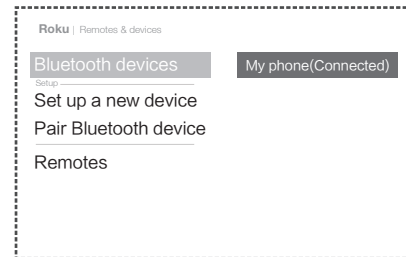 Roku | Remotes & devices
Bluetooth devices
My phone(Connected)
Setup
Set up a new device
Pair Bluetooth device
Remotes